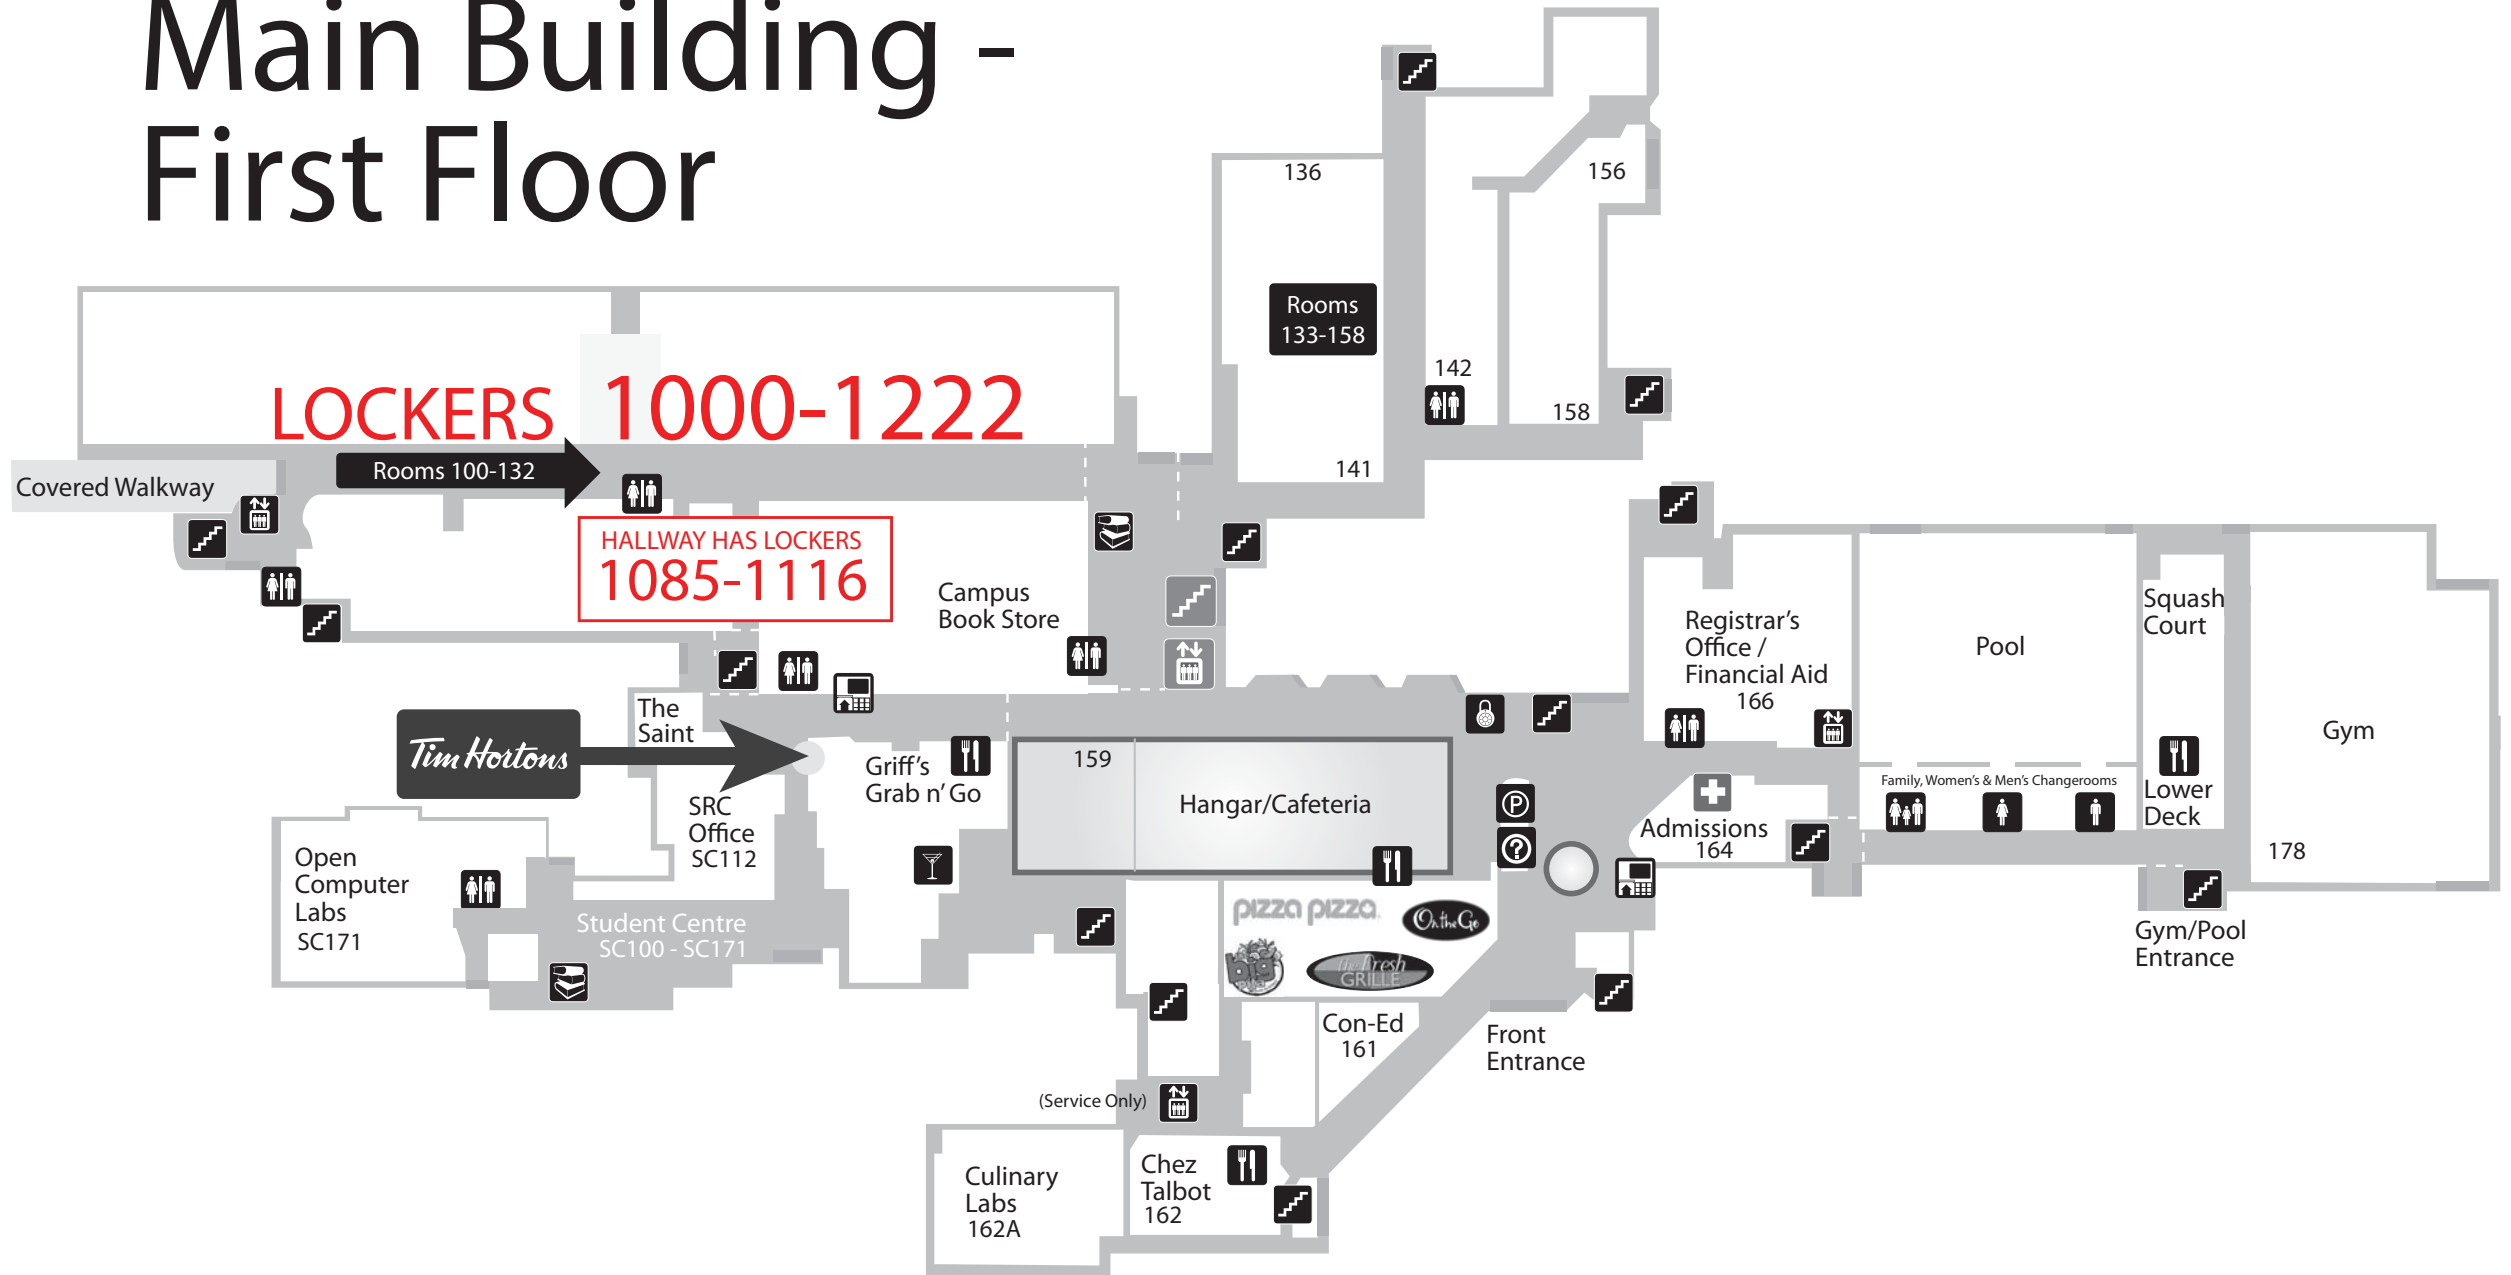 Main Building -
First Floor
136
156
Rooms
133-158
142
158
141
LOCKERS 1000-1222
Rooms 100-132
Covered Walkway
HALLWAY HAS LOCKERS
1085-1116
Campus
Book Store
Registrar's
Office /
Financial Aid
166
Pool
Squash
Court
Gym
The
Saint
Tim Hortons
Griff's
Grab n' Go
159
Hangar/Cafeteria
P
?
Family, Women's & Men's Changerooms
Lower
Deck
Admissions
164
178
SRC
Office
SC112
Open
Computer
Labs
SC171
Student Centre
SC100 - SC171
pizza pizza
On the Go
The Fresh
GRILLE
Gym/Pool
Entrance
Con-Ed
161
Front
Entrance
(Service Only)
Culinary
Labs
162A
Chez
Talbot
162